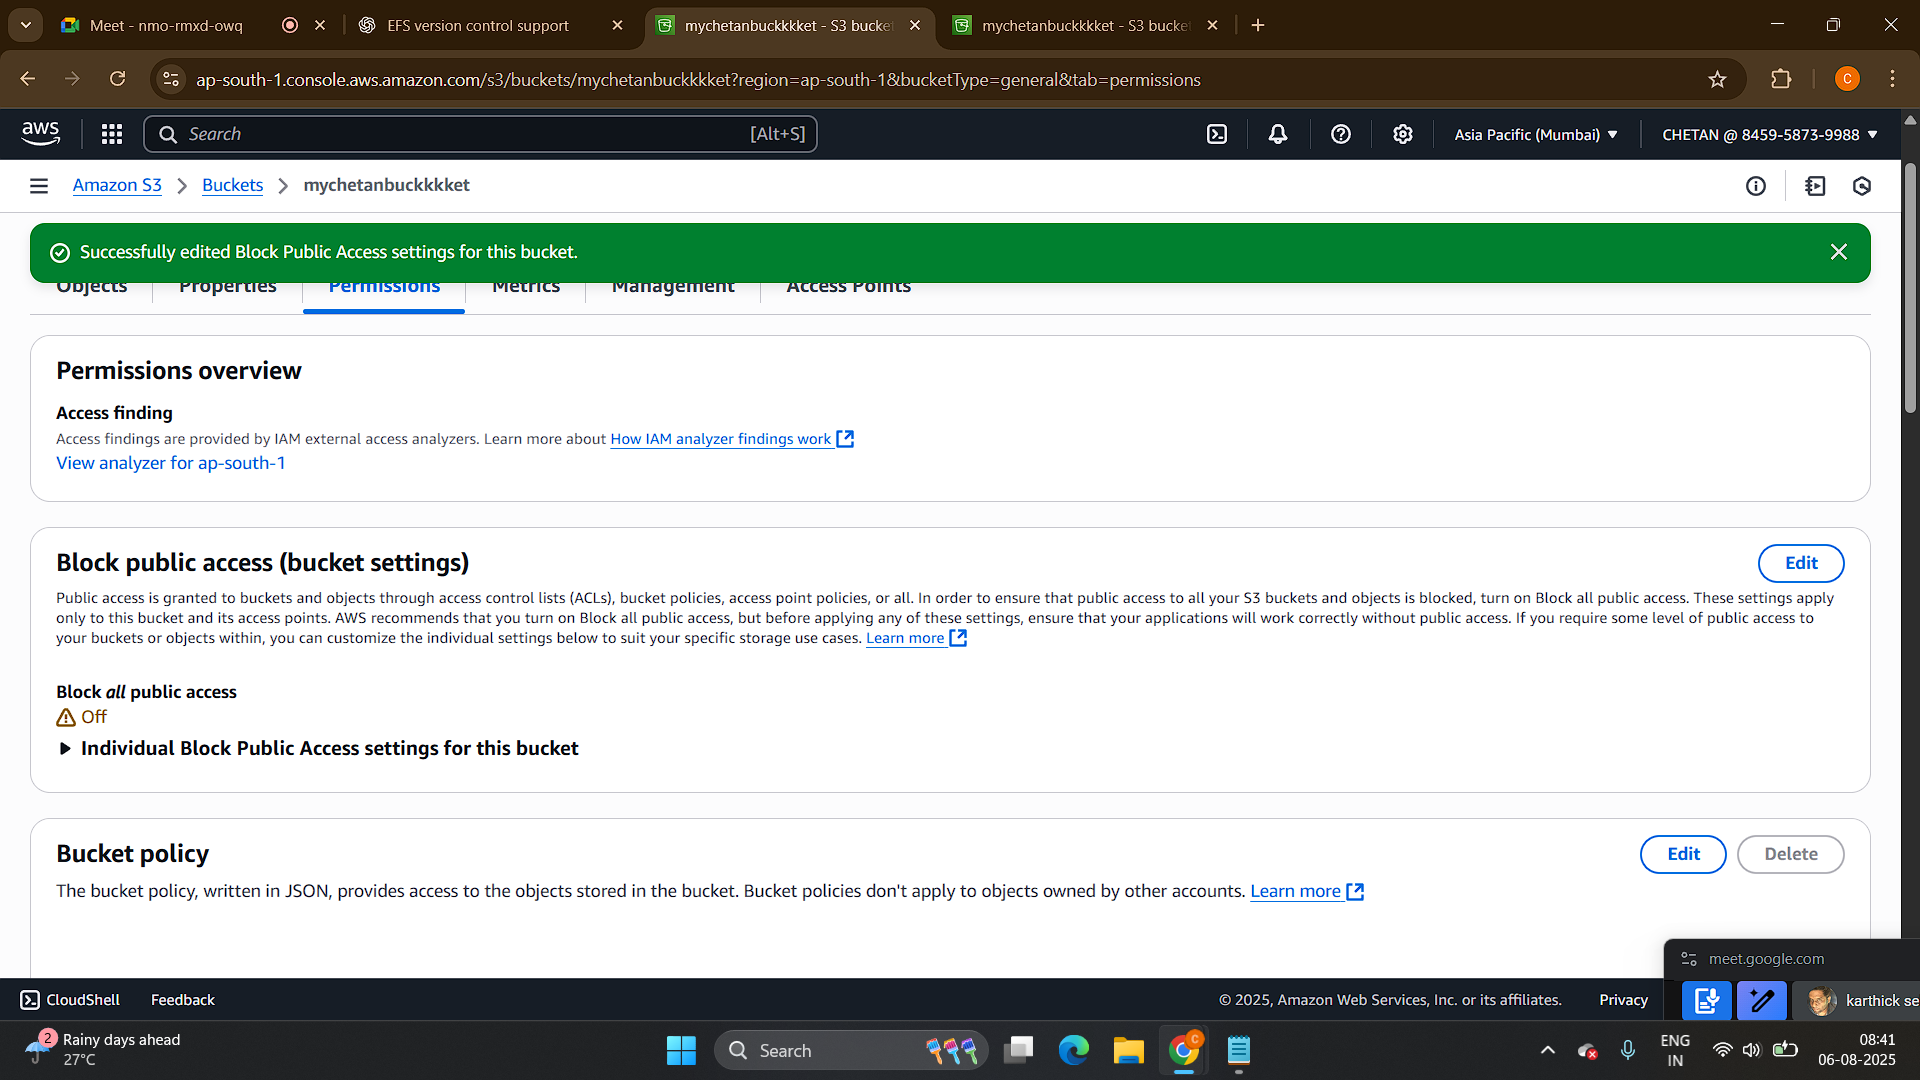 Meet - nmo-rmxd-owq
EFS version control support
mychetanbuckkkket - S3 bucke
mychetanbuckkkket - S3 bucke
ap-south-1.console.aws.amazon.com/s3/buckets/mychetanbuckkkket?region=ap-south-1&bucketType=general&tab=permissions
C
aws
Search
[Alt+S]
Asia Pacific (Mumbai)
CHETAN @ 8459-5873-9988
Amazon S3
Buckets
mychetanbuckkkket
Successfully edited Block Public Access settings for this bucket.
Objects
Properties
Permissions
Metrics
Management
Access Points
Permissions overview
Access finding
Access findings are provided by IAM external access analyzers. Learn more about How IAM analyzer findings work
View analyzer for ap-south-1
Block public access (bucket settings)
Edit
Public access is granted to buckets and objects through access control lists (ACLs), bucket policies, access point policies, or all. In order to ensure that public access to all your S3 buckets and objects is blocked, turn on Block all public access. These settings apply
only to this bucket and its access points. AWS recommends that you turn on Block all public access, but before applying any of these settings, ensure that your applications will work correctly without public access. If you require some level of public access to
your buckets or objects within, you can customize the individual settings below to suit your specific storage use cases. Learn more
Block all public access
Off
Individual Block Public Access settings for this bucket
Bucket policy
Edit
Delete
The bucket policy, written in JSON, provides access to the objects stored in the bucket. Bucket policies don't apply to objects owned by other accounts. Learn more
meet.google.com
karthick se
CloudShell
Feedback
© 2025, Amazon Web Services, Inc. or its affiliates.
Privacy
2
Rainy days ahead
27°C
Search
C
ENG
IN
08:41
06-08-2025